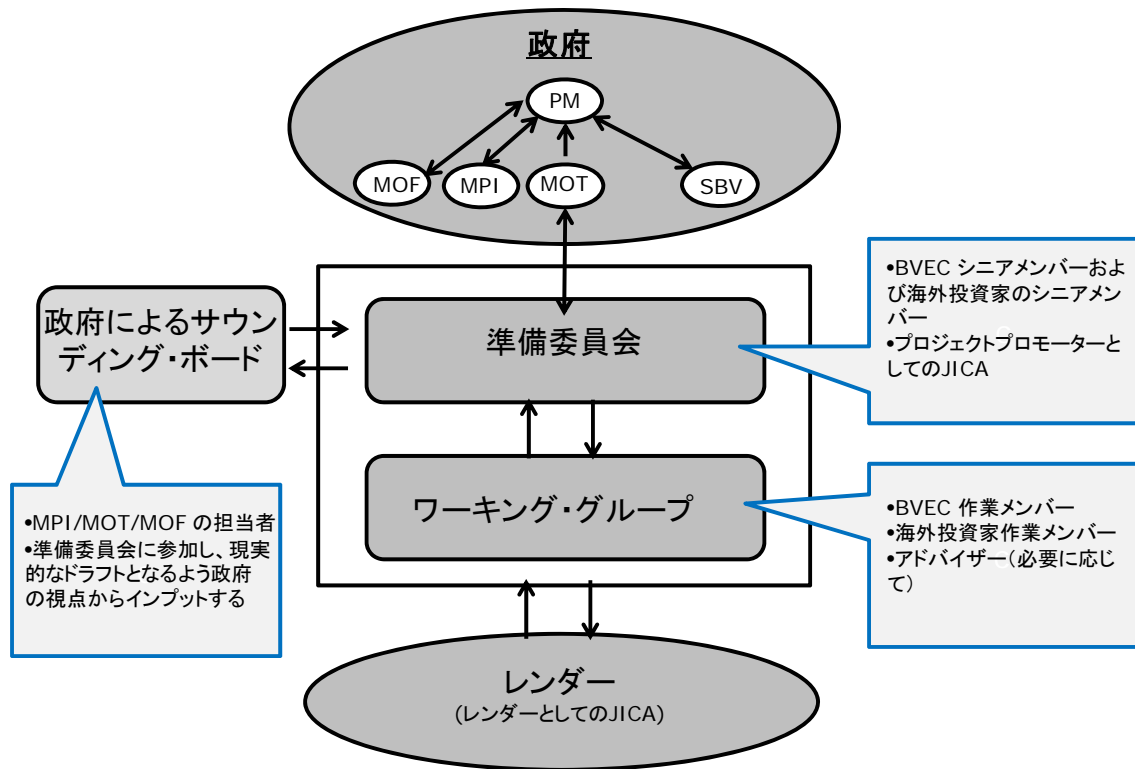 政府
PM
MOF
MPI
MOT
SBV
政府によるサウン
ディング・ボード
準備委員会
•BVEC シニアメンバーおよ
び海外投資家のシニアメン
バー
•プロジェクトプロモーターと
してのJICA
•MPI/MOT/MOF の担当者
•準備委員会に参加し、現実
的なドラフトとなるよう政府
の視点からインプットする
ワーキング・グループ
•BVEC 作業メンバー
•海外投資家作業メンバー
•アドバイザー(必要に応じ
て)
レンダー
(レンダーとしてのJICA)